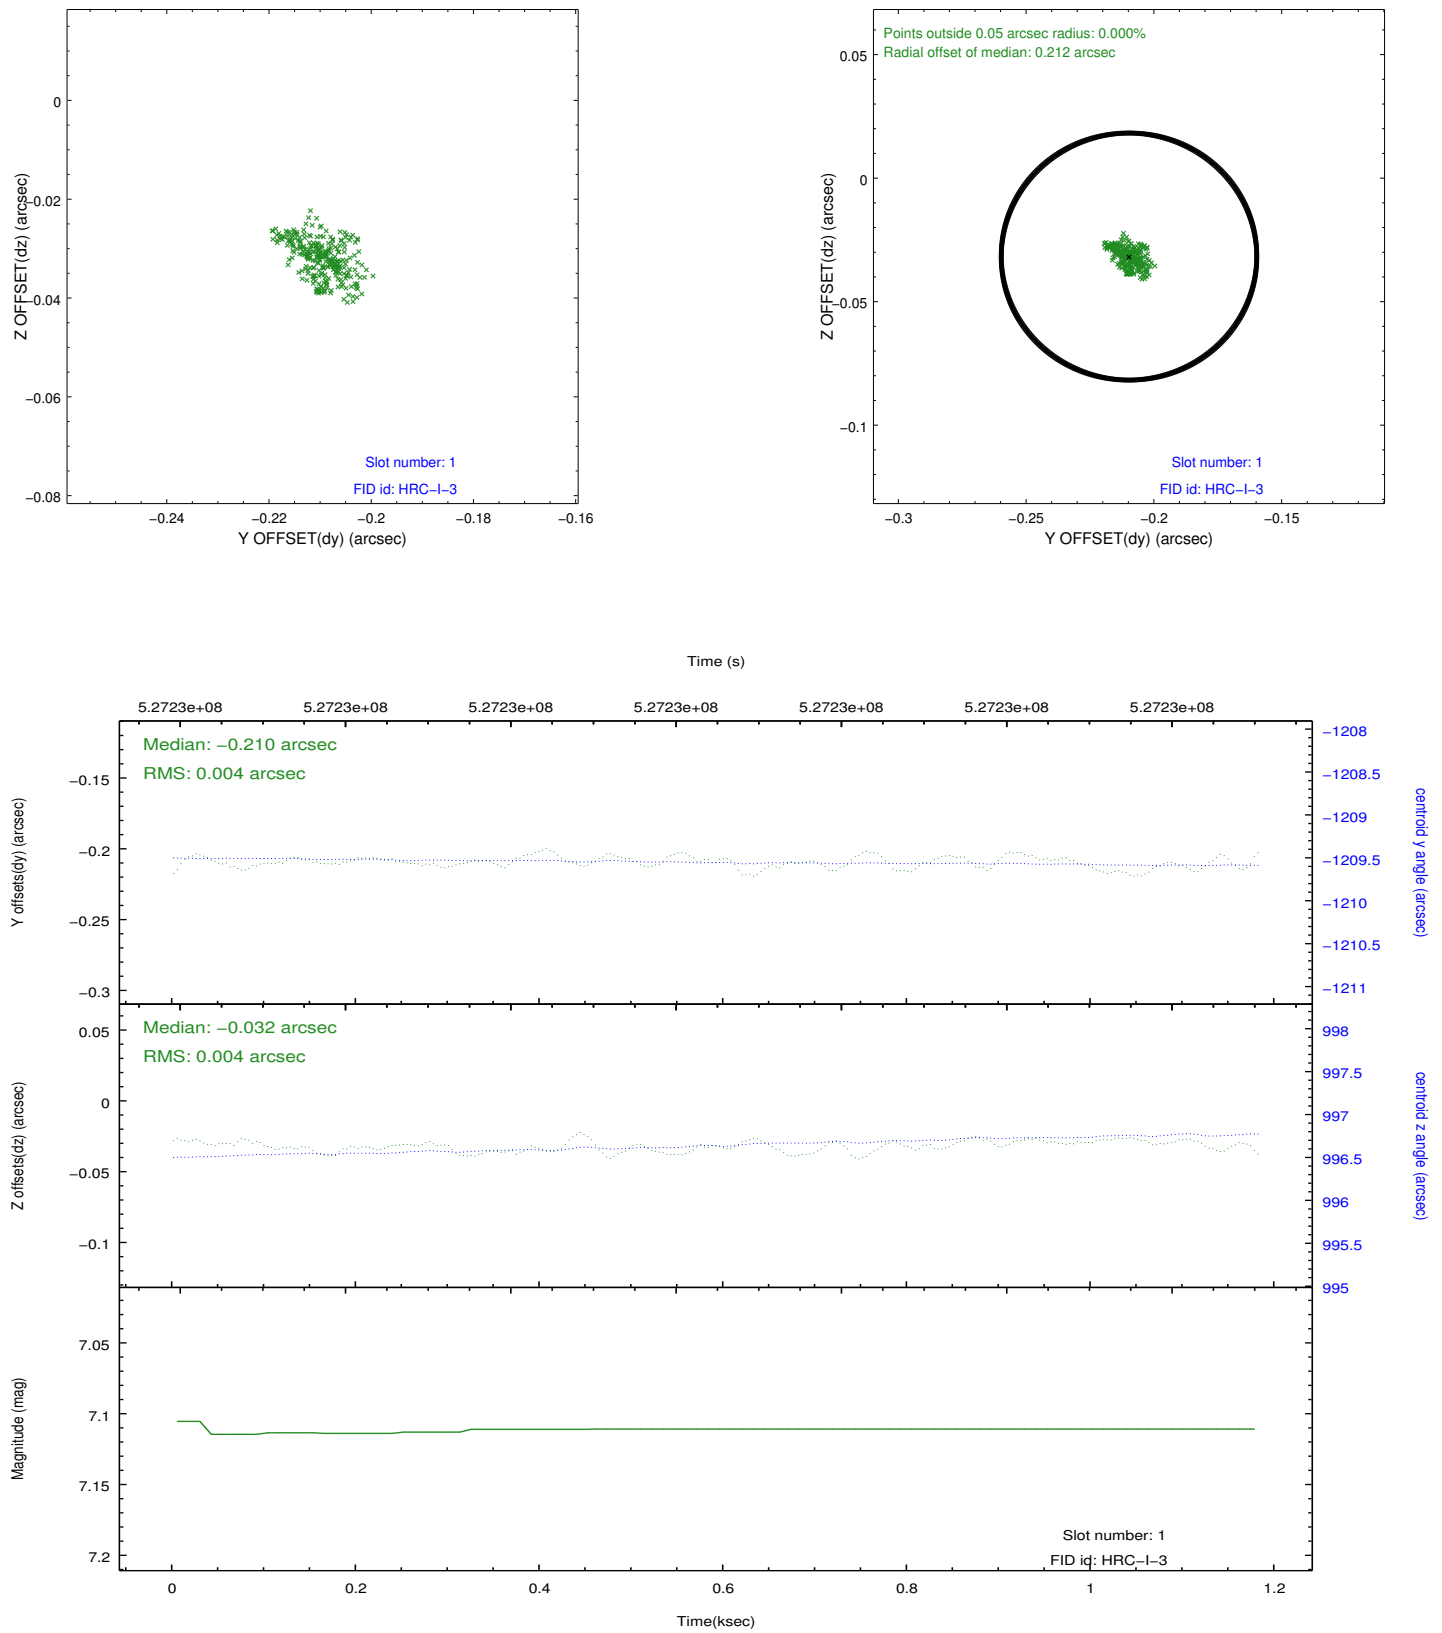 0
−0.02
−0.04
−0.06
−0.08
Z OFFSET(dz) (arcsec)
Slot number: 1
FID id: HRC−I−3
−0.24
−0.22
−0.2
−0.18
−0.16
Y OFFSET(dy) (arcsec)
Points outside 0.05 arcsec radius: 0.000%
Radial offset of median: 0.212 arcsec
0.05
0
−0.05
−0.1
Z OFFSET(dz) (arcsec)
Slot number: 1
FID id: HRC−I−3
−0.3
−0.25
−0.2
−0.15
Y OFFSET(dy) (arcsec)
Time (s)
5.2723e+08
5.2723e+08
5.2723e+08
5.2723e+08
5.2723e+08
5.2723e+08
5.2723e+08
Median: −0.210 arcsec
RMS: 0.004 arcsec
−0.15
−0.2
−0.25
−0.3
Y offsets(dy) (arcsec)
−1208
−1208.5
−1209
−1209.5
−1210
−1210.5
−1211
centroid y angle (arcsec)
Median: −0.032 arcsec
RMS: 0.004 arcsec
0.05
0
−0.05
−0.1
Z offsets(dz) (arcsec)
998
997.5
997
996.5
996
995.5
995
centroid z angle (arcsec)
7.05
7.1
7.15
7.2
Magnitude (mag)
Slot number: 1
FID id: HRC−I−3
0
0.2
0.4
0.6
0.8
1
1.2
Time(ksec)